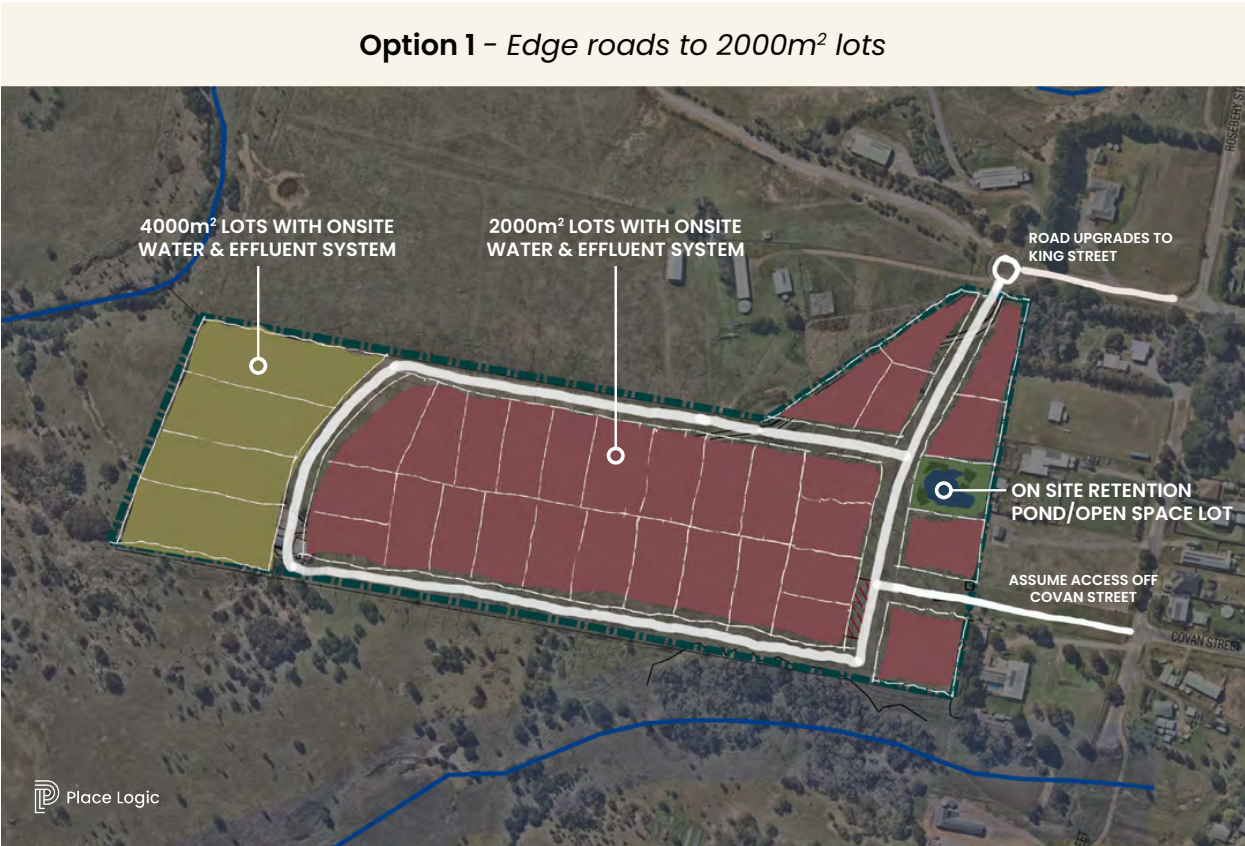 Option 1 - Edge roads to 2000m² lots
ROSEBERY ST
4000m² LOTS WITH ONSITE
WATER & EFFLUENT SYSTEM
2000m² LOTS WITH ONSITE
WATER & EFFLUENT SYSTEM
ROAD UPGRADES TO
KING STREET
ON SITE RETENTION
POND/OPEN SPACE LOT
ASSUME ACCESS OFF
COVAN STREET
COVAN STREET
Place Logic